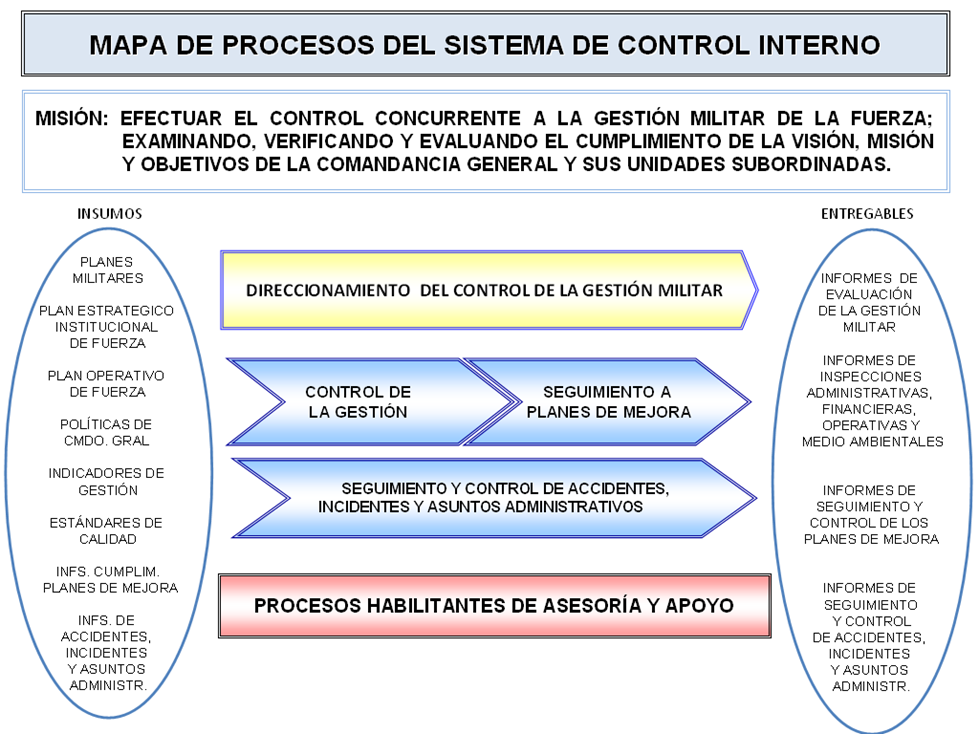 MAPA DE PROCESOS DEL SISTEMA DE CONTROL INTERNO
MISIÓN: EFECTUAR EL CONTROL CONCURRENTE A LA GESTIÓN MILITAR DE LA FUERZA;
EXAMINANDO, VERIFICANDO Y EVALUANDO EL CUMPLIMIENTO DE LA VISIÓN, MISIÓN
Y OBJETIVOS DE LA COMANDANCIA GENERAL Y SUS UNIDADES SUBORDINADAS.
INSUMOS
PLANES
MILITARES
PLAN ESTRATEGICO
INSTITUCIONAL
DE FUERZA
PLAN OPERATIVO
DE FUERZA
POLÍTICAS DE
CMDO. GRAL
INDICADORES DE
GESTIÓN
ESTÁNDARES DE
CALIDAD
INFS. CUMPLIM.
PLANES DE MEJORA
INFS. DE
ACCIDENTES,
INCIDENTES
Y ASUNTOS
ADMINISTR.
DIRECCIONAMIENTO DEL CONTROL DE LA GESTIÓN MILITAR
CONTROL DE
LA GESTIÓN
SEGUIMIENTO A
PLANES DE MEJORA
SEGUIMIENTO Y CONTROL DE ACCIDENTES,
INCIDENTES Y ASUNTOS ADMINISTRATIVOS
PROCESOS HABILITANTES DE ASESORÍA Y APOYO
ENTREGABLES
INFORMES DE
EVALUACIÓN
DE LA GESTIÓN
MILITAR
INFORMES DE
INSPECCIONES
ADMINISTRATIVAS,
FINANCIERAS,
OPERATIVAS Y
MEDIO AMBIENTALES
INFORMES DE
SEGUIMIENTO Y
CONTROL DE LOS
PLANES DE MEJORA
INFORMES DE
SEGUIMIENTO
Y CONTROL
DE ACCIDENTES,
INCIDENTES
Y ASUNTOS
ADMINISTR.